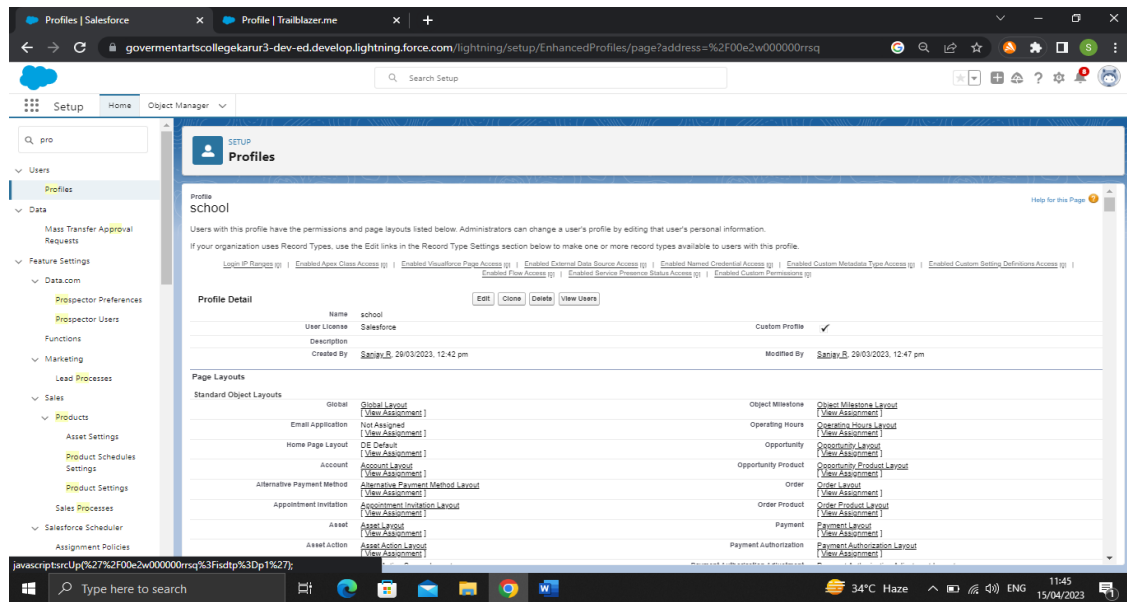 Profiles | Salesforce
Profile | Trailblazer.me
govermentartscollegekarur3-dev-ed.develop.lightning.force.com/lightning/setup/EnhancedProfiles/page?address=%2F00e2w000000rrsq
S
Search Setup
Setup Home Object Manager
pro
Users
Profiles
Data
Mass Transfer Approval
Requests
Feature Settings
Data.com
Prospector Preferences
Prospector Users
Functions
Marketing
Lead Processes
Sales
Products
Asset Settings
Product Schedules
Settings
Product Settings
Sales Processes
Salesforce Scheduler
Assignment Policies
SETUP
Profiles
Profile
school
Help for this Page
Users with this profile have the permissions and page layouts listed below. Administrators can change a user's profile by editing that user's personal information.
If your organization uses Record Types, use the Edit links in the Record Type Settings section below to make one or more record types available to users with this profile.
Login IP Ranges [0] | Enabled Apex Class Access [0] | Enabled Visualforce Page Access [0] | Enabled External Data Source Access [0] | Enabled Named Credential Access [0] | Enabled Custom Metadata Type Access [0] | Enabled Custom Setting Definitions Access [0] |
Enabled Flow Access [0] | Enabled Service Presence Status Access [0] | Enabled Custom Permissions [0]
Profile Detail Edit Clone Delete View Users
Name school
User License Salesforce Custom Profile ✓
Description
Created By Sanjay R, 29/03/2023, 12:42 pm Modified By Sanjay R, 29/03/2023, 12:47 pm
Page Layouts
Standard Object Layouts
Global Global Layout Object Milestone Object Milestone Layout
[ View Assignment ] [ View Assignment ]
Email Application Not Assigned Operating Hours Operating Hours Layout
[ View Assignment ] [ View Assignment ]
Home Page Layout DE Default Opportunity Opportunity Layout
[ View Assignment ] [ View Assignment ]
Account Account Layout Opportunity Product Opportunity Product Layout
[ View Assignment ] [ View Assignment ]
Alternative Payment Method Alternative Payment Method Layout Order Order Layout
[ View Assignment ] [ View Assignment ]
Appointment Invitation Appointment Invitation Layout Order Product Order Product Layout
[ View Assignment ] [ View Assignment ]
Asset Asset Layout Payment Payment Layout
[ View Assignment ] [ View Assignment ]
Asset Action Asset Action Layout Payment Authorization Payment Authorization Layout
[ View Assignment ] [ View Assignment ]
javascript:srcUp(%27%2F00e2w000000rrsq%3Fisdtp%3Dp1%27);
Type here to search
34°C Haze
ENG
11:45
15/04/2023